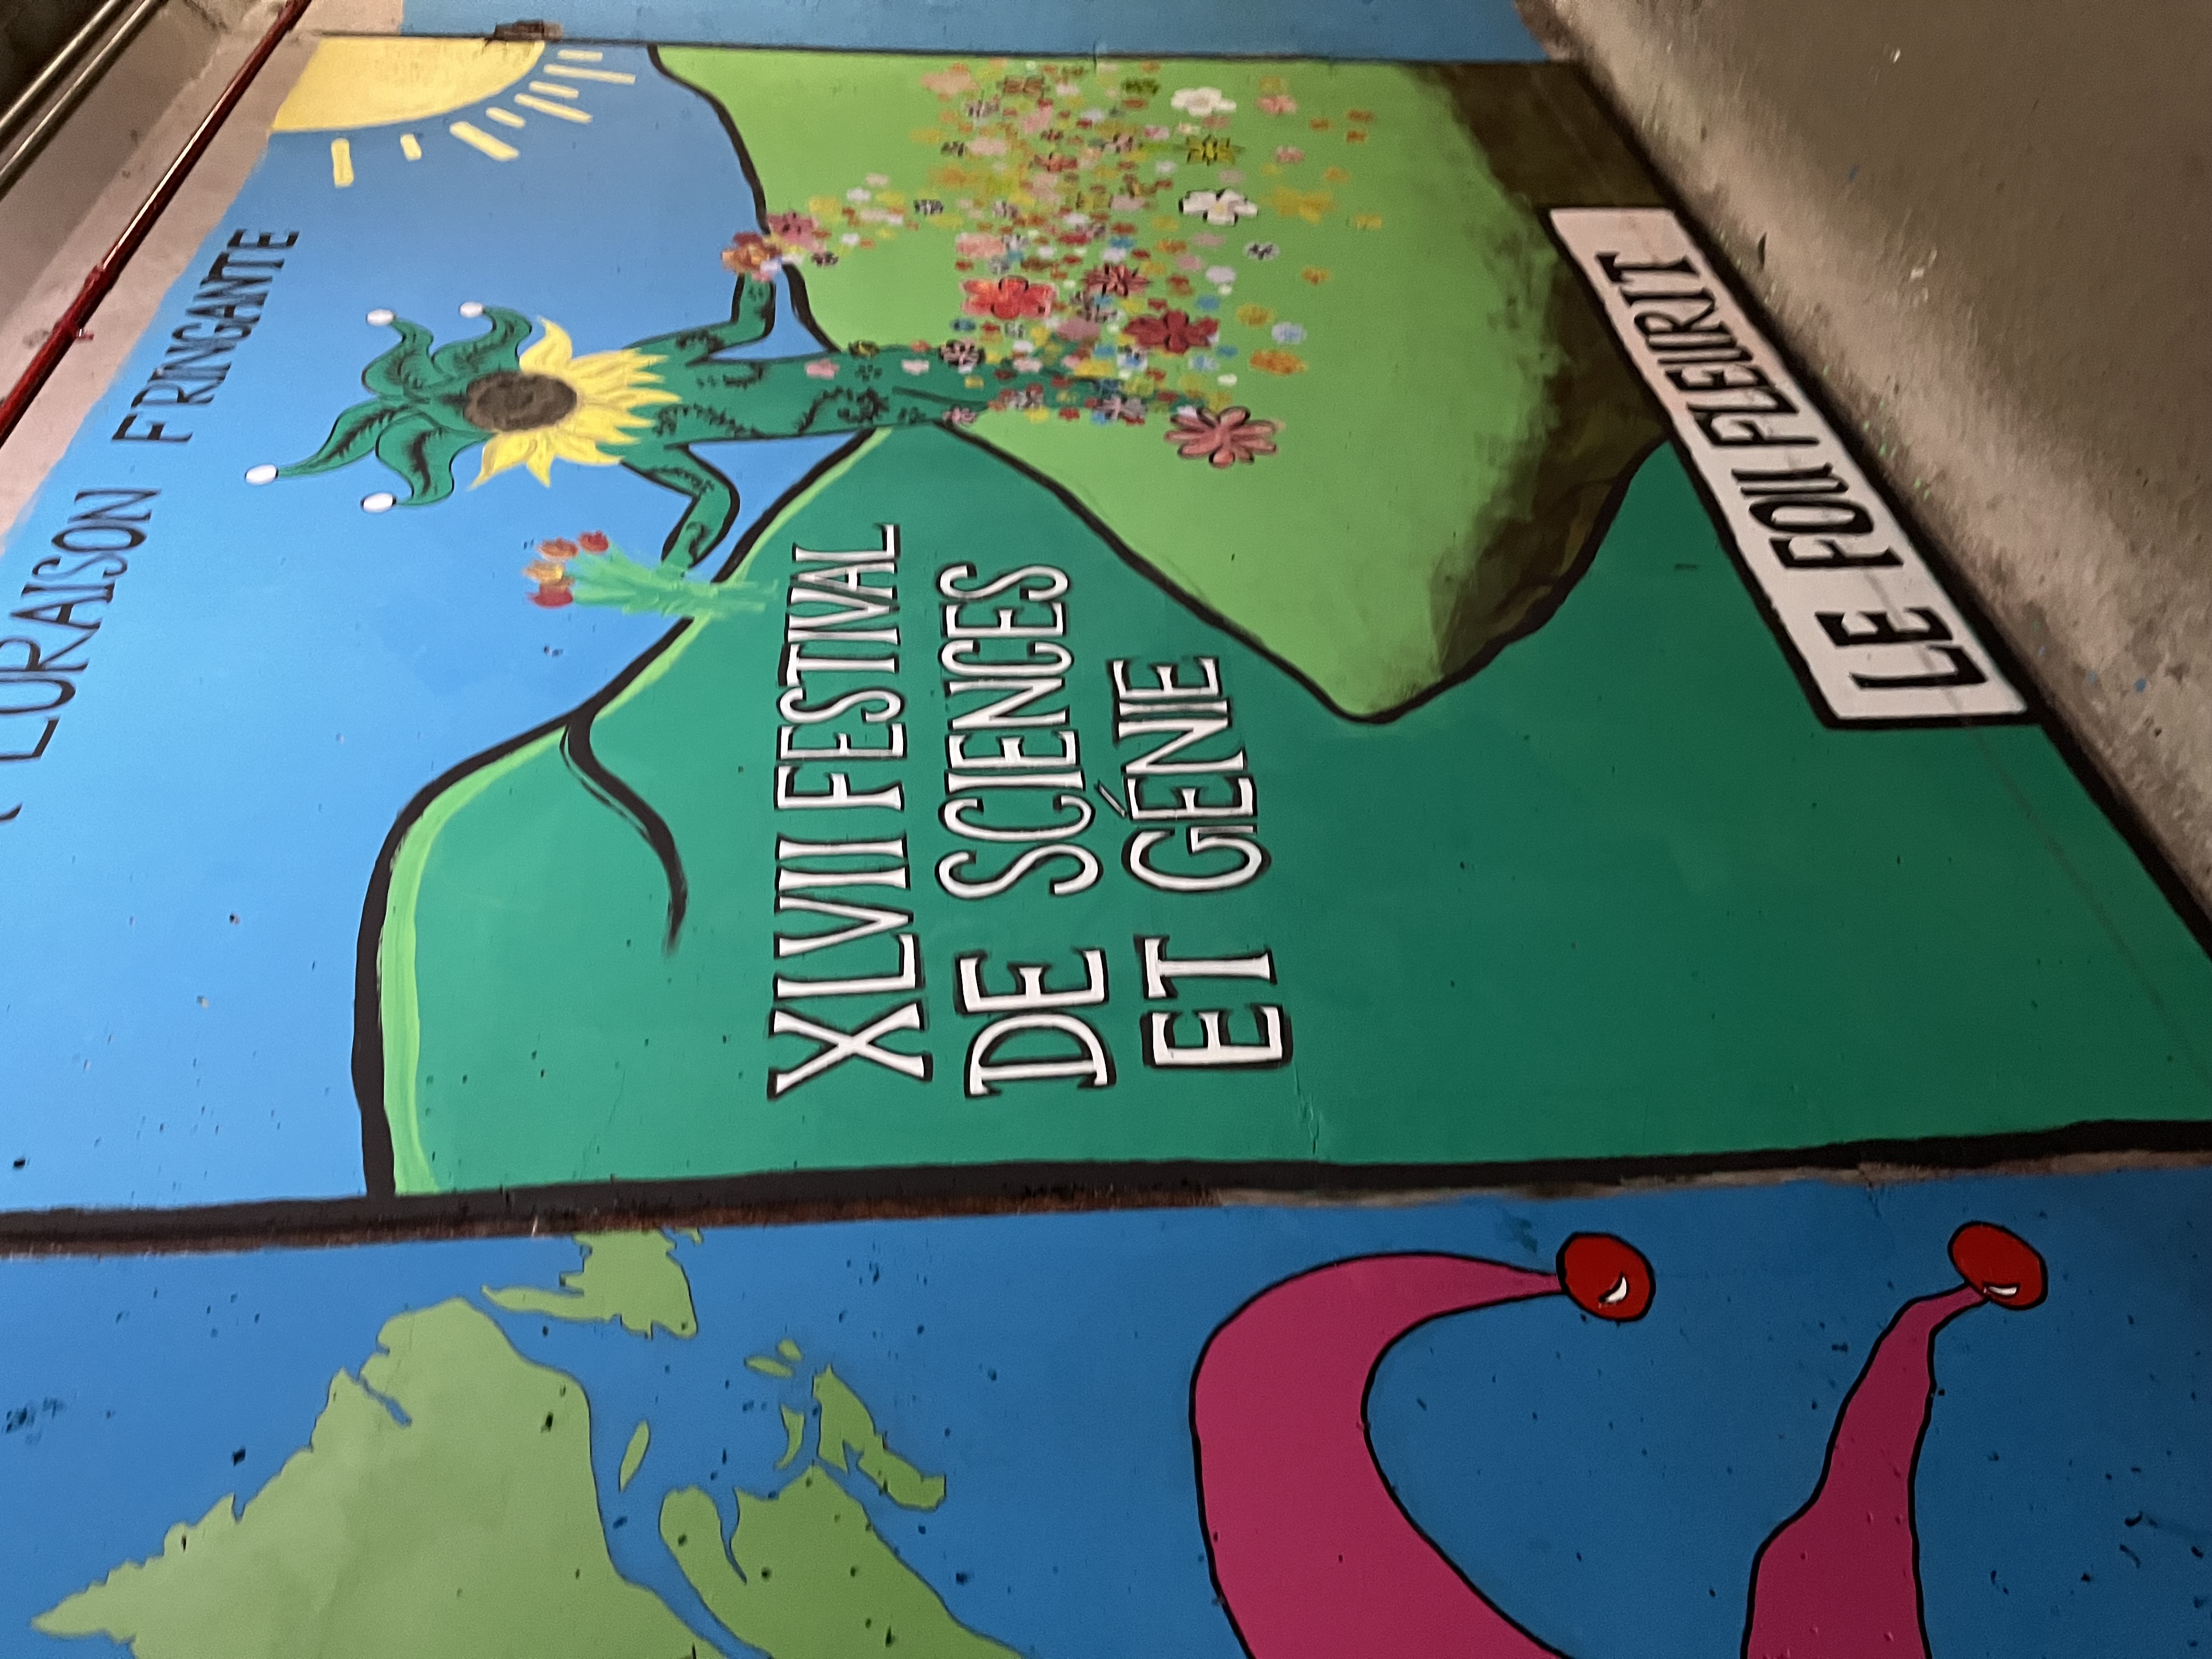 FRINGANTE
XLVII FESTIVAL
DE SCIENCES
ET GÉNIE
LE FOU FLEURIT